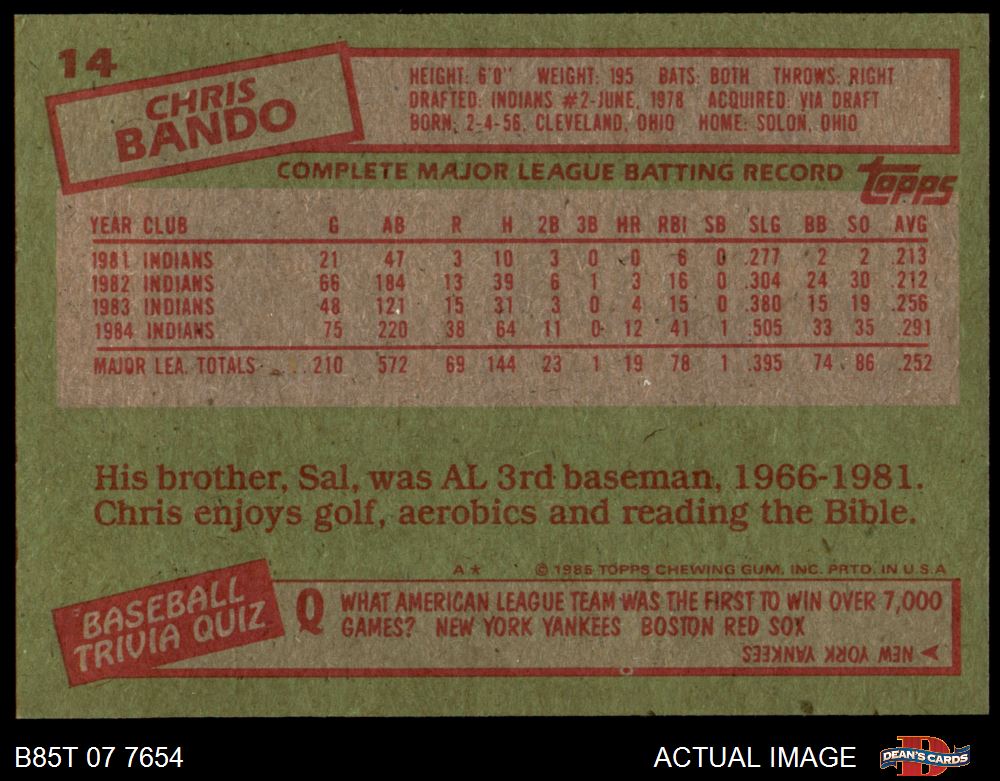 14
CHRIS
BANDO
HEIGHT: 6'0" WEIGHT: 195 BATS: BOTH THROWS: RIGHT
DRAFTED: INDIANS #2-JUNE, 1978 ACQUIRED: VIA DRAFT
BORN: 2-4-56, CLEVELAND, OHIO HOME: SOLON, OHIO
COMPLETE MAJOR LEAGUE BATTING RECORD topps
YEAR CLUB G AB R H 2B 3B HR RBI SB SLG BB SO AVG
1981 INDIANS 21 47 3 10 3 0 0 6 0 .277 2 2 .213
1982 INDIANS 66 184 13 39 6 1 3 16 0 .304 24 30 .212
1983 INDIANS 48 121 15 31 3 0 4 15 0 .380 15 19 .256
1984 INDIANS 75 220 38 64 11 0 12 41 1 .505 33 35 .291
MAJOR LEA. TOTALS 210 572 69 144 23 1 19 78 1 .395 74 86 .252
His brother, Sal, was AL 3rd baseman, 1966-1981.
Chris enjoys golf, aerobics and reading the Bible.
A* © 1985 TOPPS CHEWING GUM, INC. PRTD. IN U.S.A
BASEBALL
TRIVIA QUIZ
Q WHAT AMERICAN LEAGUE TEAM WAS THE FIRST TO WIN OVER 7,000
GAMES? NEW YORK YANKEES BOSTON RED SOX
NEW YORK YANKEES
B85T 07 7654 ACTUAL IMAGE DEAN'S CARDS